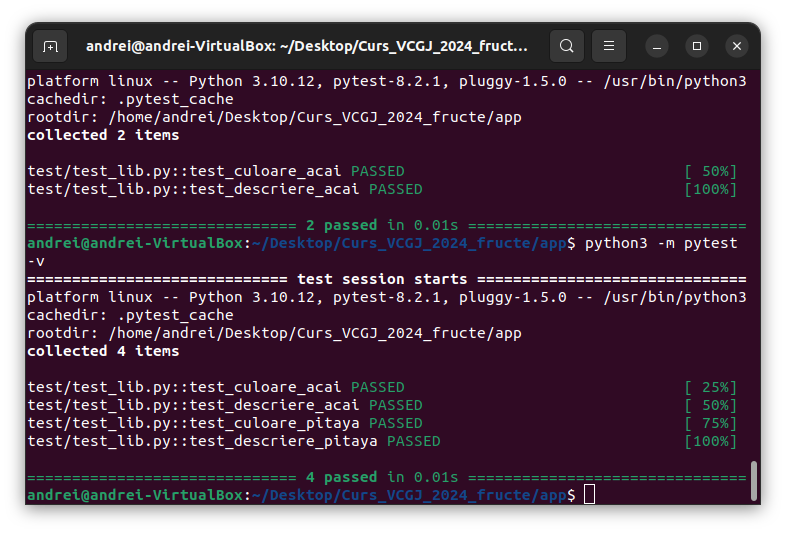 andrei@andrei-VirtualBox: ~/Desktop/Curs_VCGJ_2024_fruct...
platform linux -- Python 3.10.12, pytest-8.2.1, pluggy-1.5.0 -- /usr/bin/python3
cachedir: .pytest_cache
rootdir: /home/andrei/Desktop/Curs_VCGJ_2024_fructe/app
collected 2 items
test/test_lib.py::test_culoare_acai PASSED [ 50%]
test/test_lib.py::test_descriere_acai PASSED [100%]
============================== 2 passed in 0.01s ===============================
andrei@andrei-VirtualBox:~/Desktop/Curs_VCGJ_2024_fructe/app$ python3 -m pytest
-v
============================= test session starts ==============================
platform linux -- Python 3.10.12, pytest-8.2.1, pluggy-1.5.0 -- /usr/bin/python3
cachedir: .pytest_cache
rootdir: /home/andrei/Desktop/Curs_VCGJ_2024_fructe/app
collected 4 items
test/test_lib.py::test_culoare_acai PASSED [ 25%]
test/test_lib.py::test_descriere_acai PASSED [ 50%]
test/test_lib.py::test_culoare_pitaya PASSED [ 75%]
test/test_lib.py::test_descriere_pitaya PASSED [100%]
============================== 4 passed in 0.01s ===============================
andrei@andrei-VirtualBox:~/Desktop/Curs_VCGJ_2024_fructe/app$